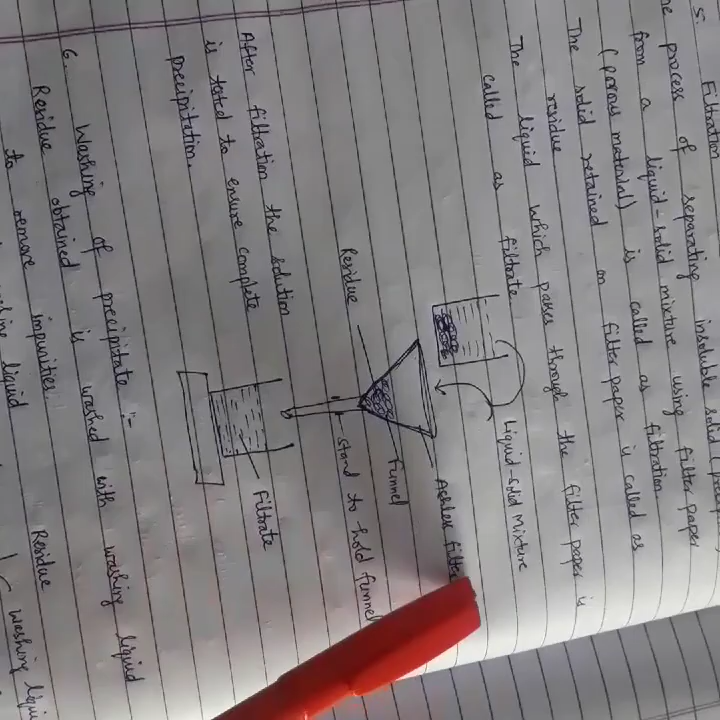 5. Filtration
process of separating insoluble solid
from a liquid-solid mixture using filter paper
(porous material) is called as filtration.
The solid retained on filter paper is called as
residue
The liquid which passes through the filter paper is
called as filtrate
Liquid-Solid Mixture
filter
Funnel
Residue
Stand to hold funnel
Filtrate
After filtration the solution
is tested to ensure complete
precipitation.
6. Washing of precipitate :-
Residue obtained is washed with washing liquid
to remove impurities.
Residue
liquid
washing